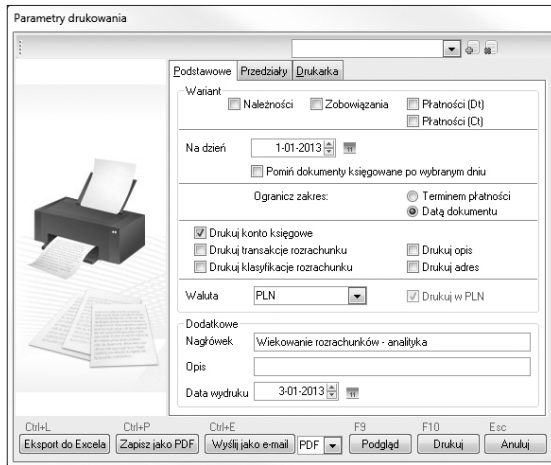 Parametry drukowania
Podstawowe Przedziały Drukarka
Wariant
Należności Zobowiązania Płatności (Dt)
Płatności (Ct)
Na dzień 1-01-2013
Pomiń dokumenty księgowane po wybranym dniu
Ogranicz zakres: Terminem płatności
Datą dokumentu
Drukuj konto księgowe
Drukuj transakcje rozrachunku Drukuj opis
Drukuj klasyfikacje rozrachunku Drukuj adres
Waluta PLN Drukuj w PLN
Dodatkowe
Nagłówek Wiekowanie rozrachunków - analityka
Opis
Data wydruku 3-01-2013
Ctrl+L Ctrl+P Ctrl+E F9 F10 Esc
Eksport do Excela Zapisz jako PDF Wyślij jako e-mail PDF Podgląd Drukuj Anuluj